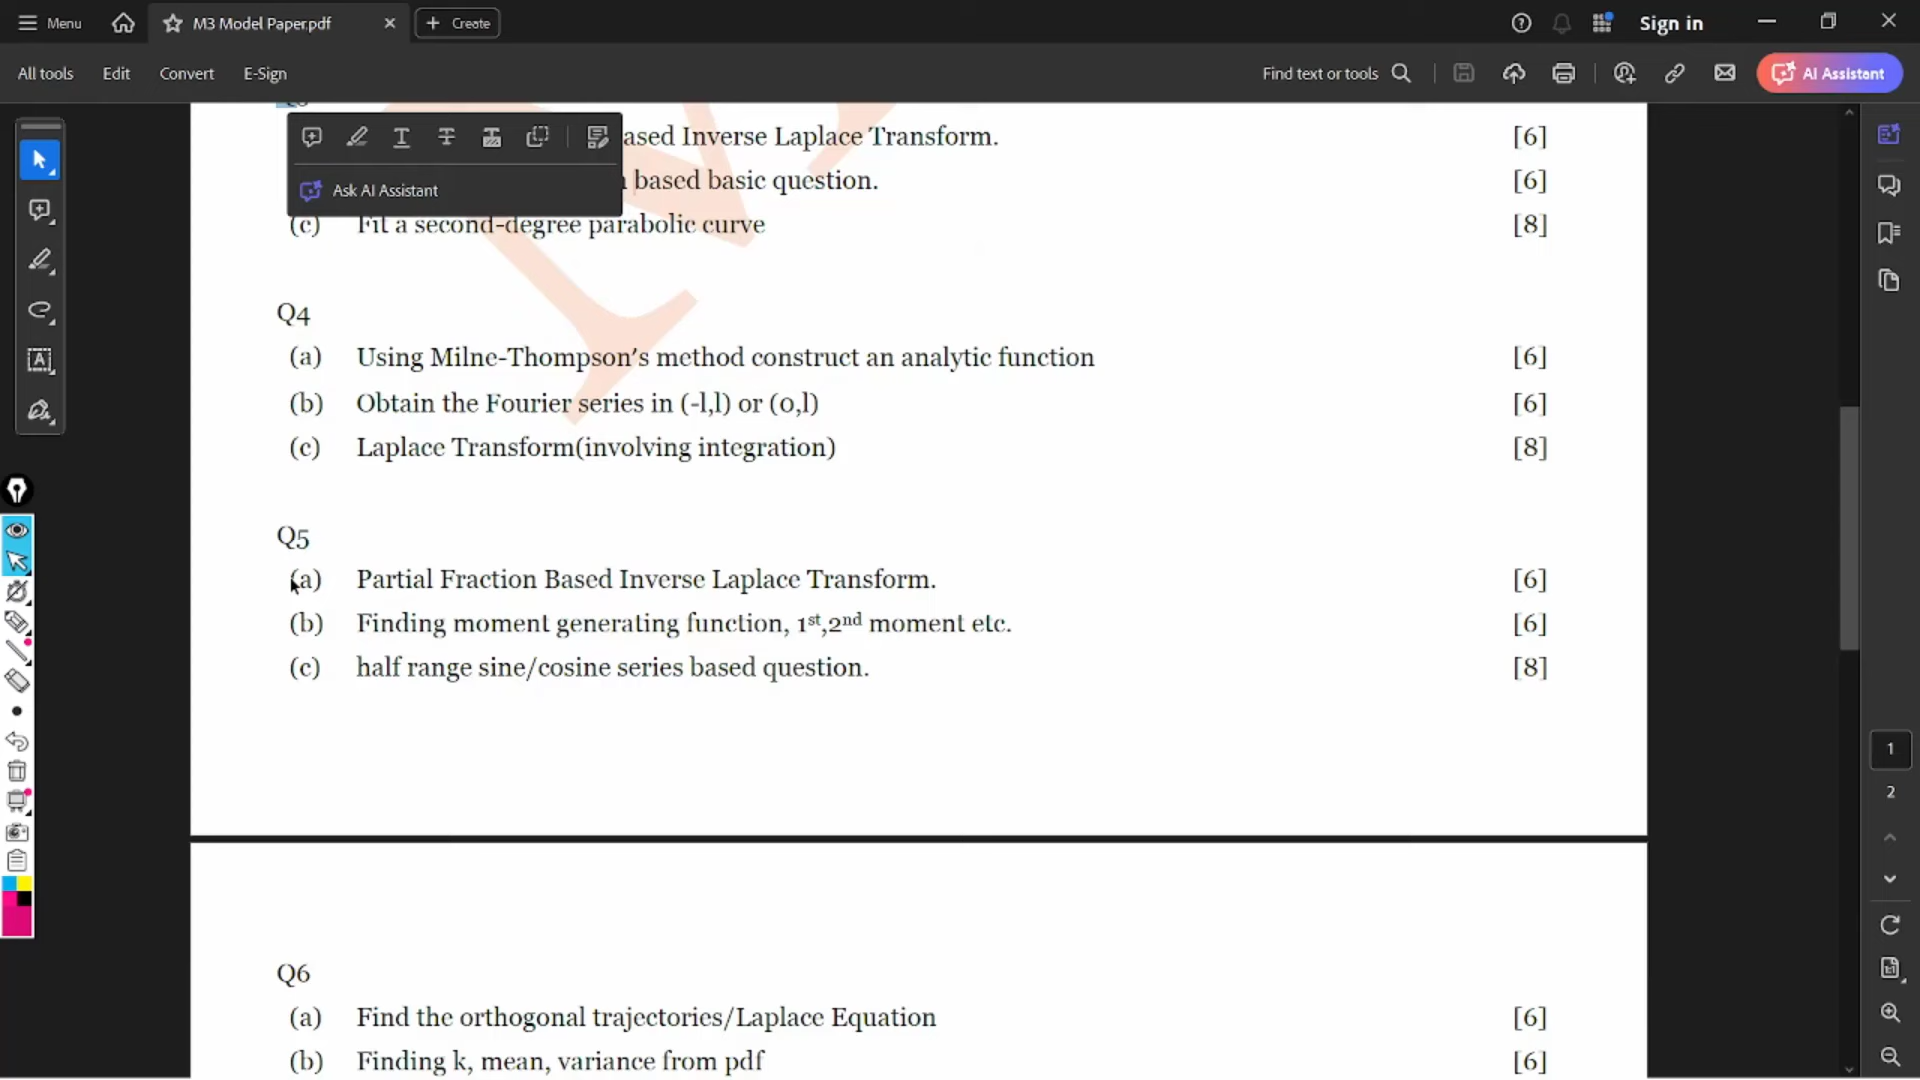 Menu
M3 Model Paper.pdf
Create
Sign in
All tools
Edit
Convert
E-Sign
Find text or tools
AI Assistant
ased Inverse Laplace Transform. [6]
based basic question. [6]
Ask AI Assistant
(c) Fit a second-degree parabolic curve [8]
Q4
(a) Using Milne-Thompson's method construct an analytic function [6]
(b) Obtain the Fourier series in (-l,l) or (0,l) [6]
(c) Laplace Transform(involving integration) [8]
Q5
(a) Partial Fraction Based Inverse Laplace Transform. [6]
(b) Finding moment generating function, 1st,2nd moment etc. [6]
(c) half range sine/cosine series based question. [8]
1
2
Q6
(a) Find the orthogonal trajectories/Laplace Equation [6]
(b) Finding k, mean, variance from pdf [6]